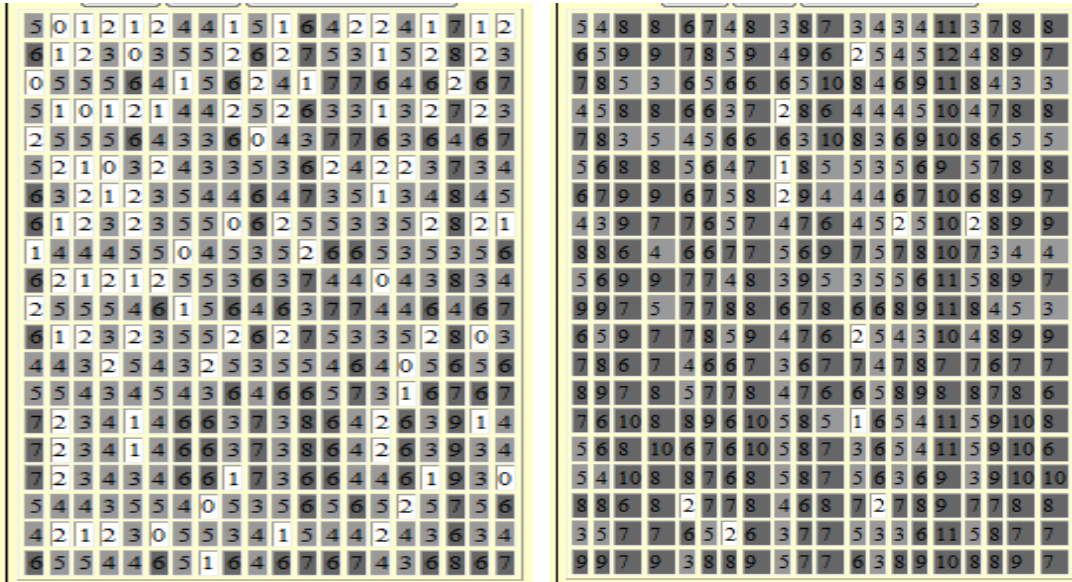 5 0 1 2 1 2 4 4 1 5 1 6 4 2 2 4 1 7 1 2
6 1 2 3 0 3 5 5 2 6 2 7 5 3 1 5 2 8 2 3
0 5 5 5 6 4 1 5 6 2 4 1 7 7 6 4 6 2 6 7
5 1 0 1 2 1 4 4 2 5 2 6 3 3 1 3 2 7 2 3
2 5 5 5 6 4 3 3 6 0 4 3 7 7 6 3 6 4 6 7
5 2 1 0 3 2 4 3 3 5 3 6 2 4 2 2 3 7 3 4
6 3 2 1 2 3 5 4 4 6 4 7 3 5 1 3 4 8 4 5
6 1 2 3 2 3 5 5 0 6 2 5 5 3 3 5 2 8 2 1
1 4 4 4 5 5 0 4 5 3 5 2 6 6 5 3 5 3 5 6
6 2 1 2 1 2 5 5 3 6 3 7 4 4 0 4 3 8 3 4
2 5 5 5 4 6 1 5 6 4 6 3 7 7 4 4 6 4 6 7
6 1 2 3 2 3 5 5 2 6 2 7 5 3 3 5 2 8 0 3
4 4 3 2 5 4 3 2 5 3 5 5 4 6 4 0 5 6 5 6
5 5 4 3 4 5 4 3 6 4 6 6 5 7 3 1 6 7 6 7
7 2 3 4 1 4 6 6 3 7 3 8 6 4 2 6 3 9 1 4
7 2 3 4 1 4 6 6 3 7 3 8 6 4 2 6 3 9 3 4
7 2 3 4 3 4 6 6 1 7 3 6 6 4 4 6 1 9 3 0
5 4 4 3 5 5 4 0 5 3 5 6 5 6 5 2 5 7 5 6
4 2 1 2 3 0 5 5 3 4 1 5 4 4 2 4 3 6 3 4
6 5 5 4 4 6 5 1 6 4 6 7 6 7 4 3 6 8 6 7
5 4 8 8 6 7 4 8 3 8 7 3 4 3 4 11 3 7 8 8
6 5 9 9 7 8 5 9 4 9 6 2 5 4 5 12 4 8 9 7
7 8 5 3 6 5 6 6 6 5 10 8 4 6 9 11 8 4 3 3
4 5 8 8 6 6 3 7 2 8 6 4 4 4 5 10 4 7 8 8
7 8 3 5 4 5 6 6 6 3 10 8 3 6 9 10 8 6 5 5
5 6 8 8 5 6 4 7 1 8 5 5 3 5 6 9 5 7 8 8
6 7 9 9 6 7 5 8 2 9 4 4 4 6 7 10 6 8 9 7
4 3 9 7 7 6 5 7 4 7 6 4 5 2 5 10 2 8 9 9
8 8 6 4 6 6 7 7 5 6 9 7 5 7 8 10 7 3 4 4
5 6 9 9 7 7 4 8 3 9 5 3 5 5 6 11 5 8 9 7
9 9 7 5 7 7 8 8 6 7 8 6 6 8 9 11 8 4 5 3
6 5 9 7 7 8 5 9 4 7 6 2 5 4 3 10 4 8 9 9
7 8 6 7 4 6 6 7 3 6 7 7 4 7 8 7 7 6 7 7
8 9 7 8 5 7 7 8 4 7 6 6 5 8 9 8 8 7 8 6
7 6 10 8 8 9 6 10 5 8 5 1 6 5 4 11 5 9 10 8
5 6 8 10 6 7 6 10 5 8 7 3 6 5 4 11 5 9 10 6
5 4 10 8 8 7 6 8 5 8 7 5 6 3 6 9 3 9 10 10
8 8 6 8 2 7 7 8 4 6 8 7 2 7 8 9 7 7 8 8
3 5 7 7 6 5 2 6 3 7 7 5 3 3 6 11 5 8 7 7
9 9 7 9 3 8 8 9 5 7 7 6 3 8 9 10 8 8 9 7